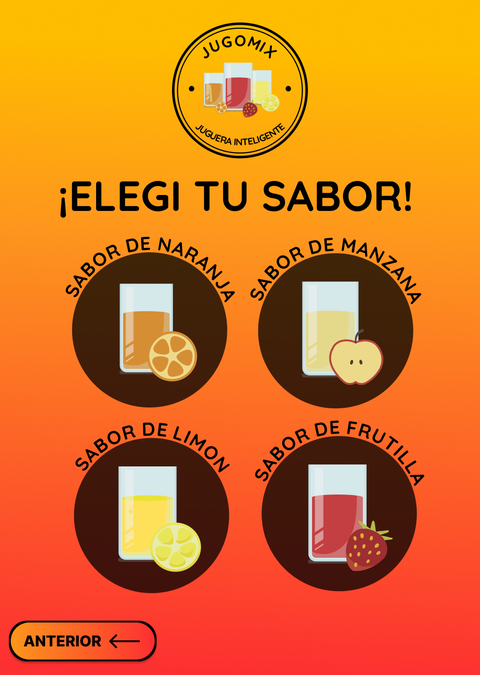 JUGOMIX
JUGUERA INTELIGENTE
¡ELEGI TU SABOR!
SABOR DE NARANJA
SABOR DE MANZANA
SABOR DE LIMON
SABOR DE FRUTILLA
ANTERIOR